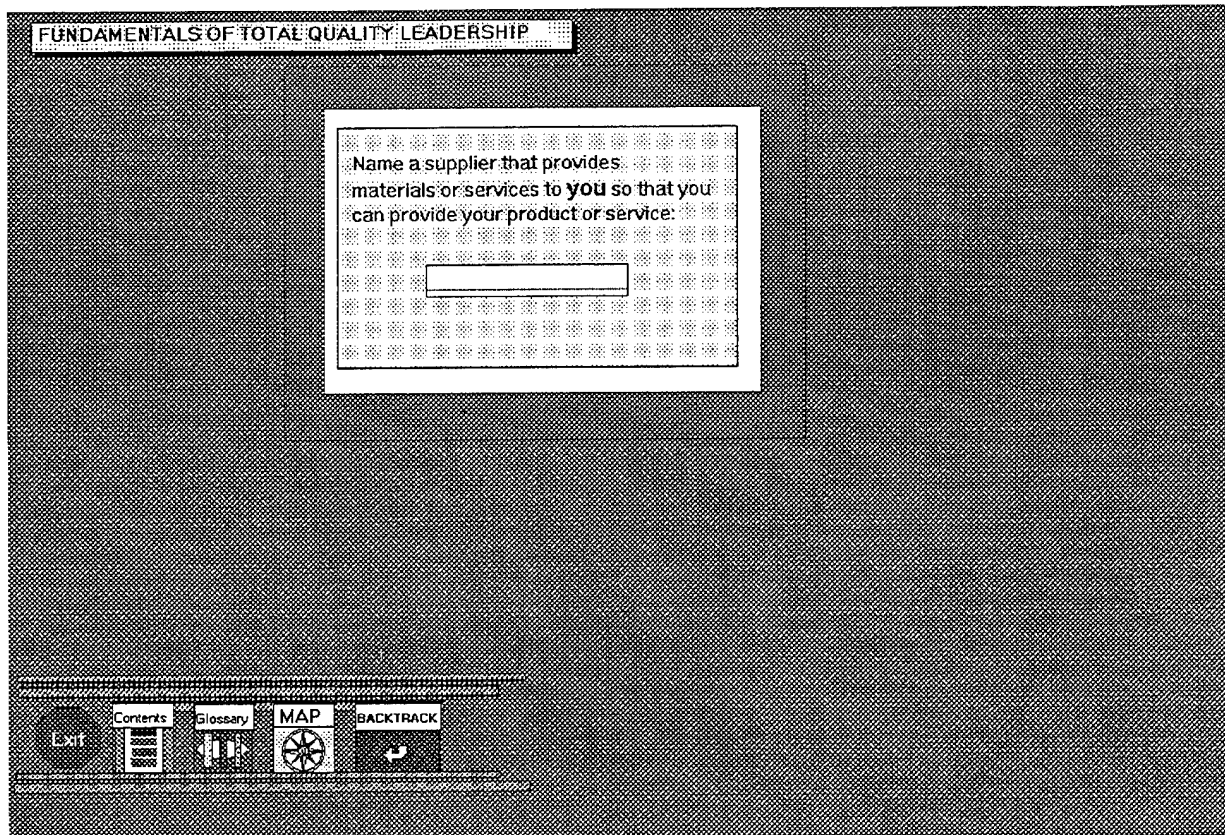 FUNDAMENTALS OF TOTAL QUALITY LEADERSHIP
Name a supplier that provides
materials or services to you so that you
can provide your product or service:
Exit
Contents
Glossary
MAP
BACKTRACK